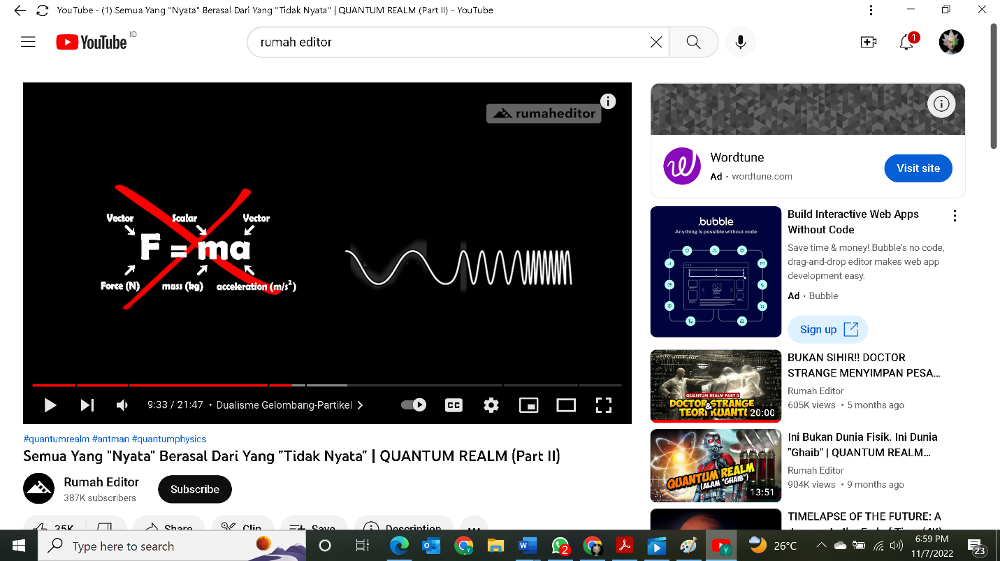 YouTube - (1) Semua Yang "Nyata" Berasal Dari Yang "Tidak Nyata" | QUANTUM REALM (Part II) - YouTube
YouTube ID
rumah editor
1
rumaheditor
Vector Scalar Vector
F = ma
Force (N) mass (kg) acceleration (m/s²)
9:33 / 21:47 • Dualisme Gelombang-Partikel
CC
#quantumrealm #antman #quantumphysics
Semua Yang "Nyata" Berasal Dari Yang "Tidak Nyata" | QUANTUM REALM (Part II)
Rumah Editor
387K subscribers
Subscribe
35K Share Clip Save Description
Wordtune
Ad · wordtune.com
Visit site
.bubble
Anything is possible without code
Build Interactive Web Apps
Without Code
Save time & money! Bubble's no code,
drag-and-drop editor makes web app
development easy.
Ad · Bubble
Sign up
QUANTUM REALM PART 3
DOCTOR STRANGE
&
TEORI KUANTUM
20:00
BUKAN SIHIR!! DOCTOR
STRANGE MENYIMPAN PESA...
Rumah Editor
605K views • 5 months ago
QUANTUM REALM
(ALAM "GHAIB")
13:51
Ini Bukan Dunia Fisik. Ini Dunia
"Ghaib" | QUANTUM REALM...
Rumah Editor
904K views • 9 months ago
TIMELAPSE OF THE FUTURE: A
Type here to search
2
26°C
6:59 PM
11/7/2022
23